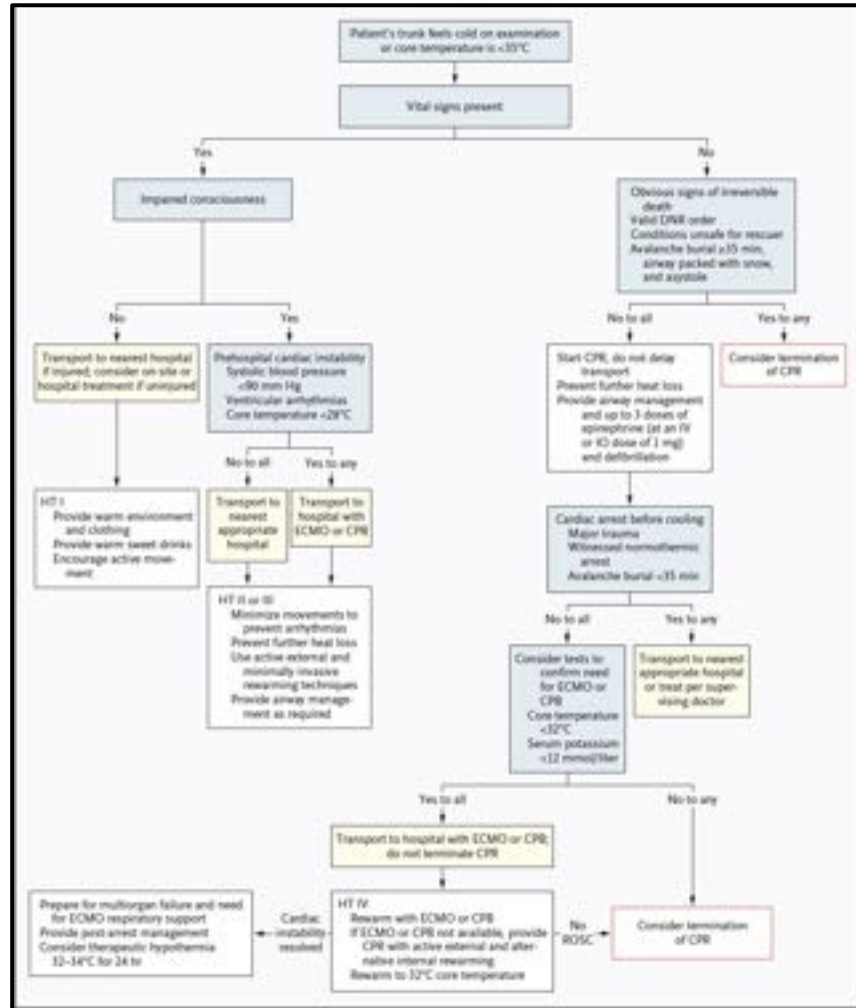 Patient's trunk feels cold on examination
or core temperature is <35°C
Vital signs present
Yes
No
Impaired consciousness
Obvious signs of irreversible
death
Valid DNR order
Conditions unsafe for rescuer
Avalanche burial ≥35 min,
airway packed with snow,
and asystole
No
Yes
No to all
Yes to any
Transport to nearest hospital
if injured; consider on site or
hospital treatment if uninjured
Prehospital cardiac instability
Systolic blood pressure
<90 mm Hg
Ventricular arrhythmias
Core temperature <28°C
Start CPR, do not delay
transport
Prevent further heat loss
Provide airway management
and up to 3 doses of
epinephrine (at an IV
or IO dose of 1 mg)
and defibrillation
Consider termination
of CPR
No to all
Yes to any
HT I
Provide warm environment
and clothing
Provide warm sweet drinks
Encourage active move-
ment
Transport to
nearest
appropriate
hospital
Transport to
hospital with
ECMO or CPB
Cardiac arrest before cooling
Major trauma
Witnessed normothermic
arrest
Avalanche burial <35 min
HT II or III
Minimize movements to
prevent arrhythmias
Prevent further heat loss
Use active external and
minimally invasive
rewarming techniques
Provide airway manage-
ment as required
No to all
Yes to any
Consider tests to
confirm need
for ECMO or
CPB
Core temperature
<32°C
Serum potassium
<12 mmol/liter
Transport to nearest
appropriate hospital
or treat per super-
vising doctor
Yes to all
No to any
Transport to hospital with ECMO or CPB;
do not terminate CPR
Prepare for multiorgan failure and need
for ECMO respiratory support
Provide post-arrest management
Consider therapeutic hypothermia
32–34°C for 24 hr
Cardiac
instability
resolved
HT IV
Rewarm with ECMO or CPB
If ECMO or CPB not available, provide
CPR with active external and alter-
native internal rewarming
Rewarm to 32°C core temperature
No
ROSC
Consider termination
of CPR